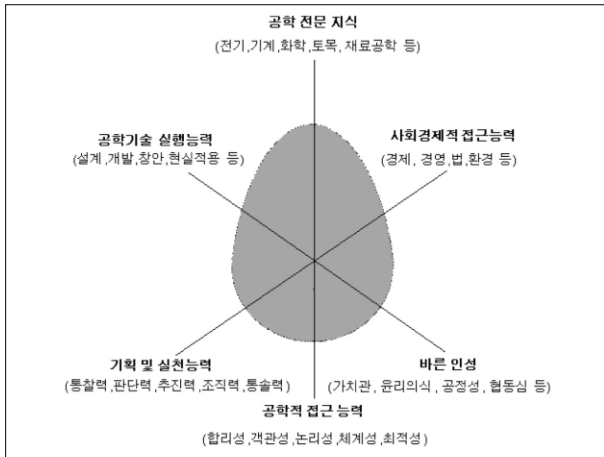 공학 전문 지식
(전기,기계,화학,토목, 재료공학 등)
공학기술 실행능력
(설계,개발,창안,현실적용 등)
사회경제적 접근능력
(경제, 경영,법,환경 등)
기획 및 실천능력
(통찰력,판단력,추진력,조직력,통솔력)
바른 인성
(가치관, 윤리의식, 공정성, 협동심 등)
공학적 접근 능력
(합리성,객관성,논리성,체계성,최적성)